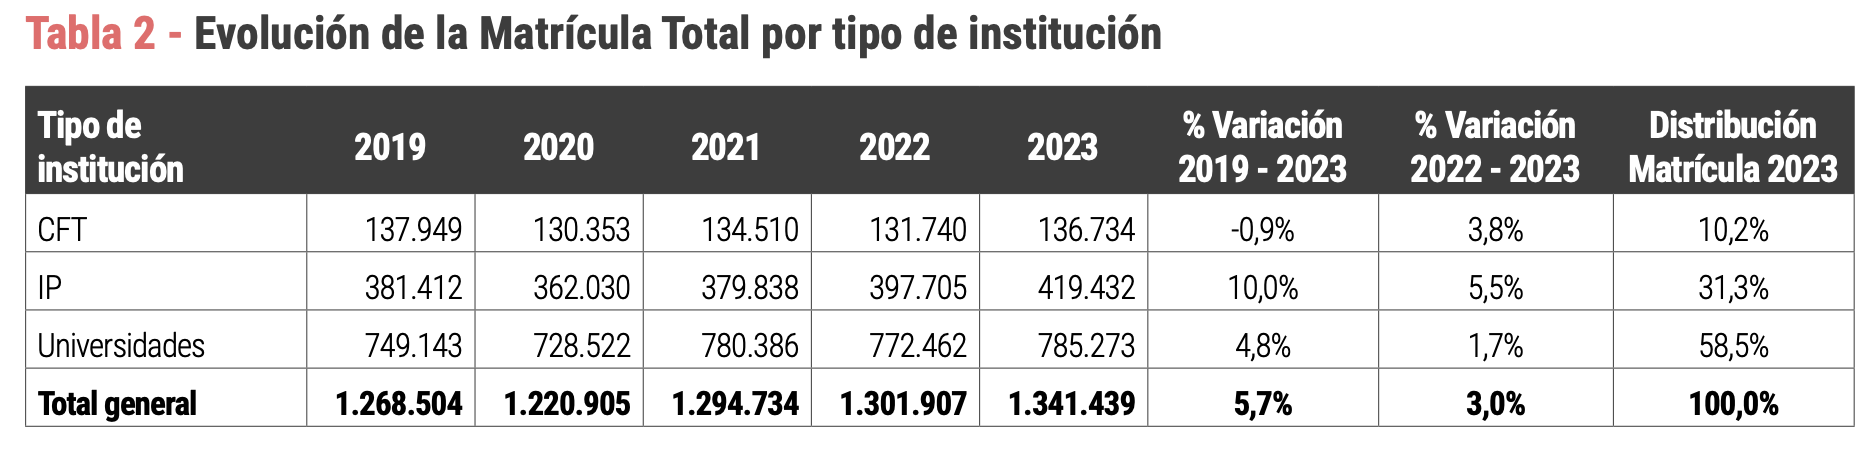 Tabla 2 - Evolución de la Matrícula Total por tipo de institución
Tipo de institución 2019 2020 2021 2022 2023 % Variación 2019 - 2023 % Variación 2022 - 2023 Distribución Matrícula 2023
CFT 137.949 130.353 134.510 131.740 136.734 -0,9% 3,8% 10,2%
IP 381.412 362.030 379.838 397.705 419.432 10,0% 5,5% 31,3%
Universidades 749.143 728.522 780.386 772.462 785.273 4,8% 1,7% 58,5%
Total general 1.268.504 1.220.905 1.294.734 1.301.907 1.341.439 5,7% 3,0% 100,0%